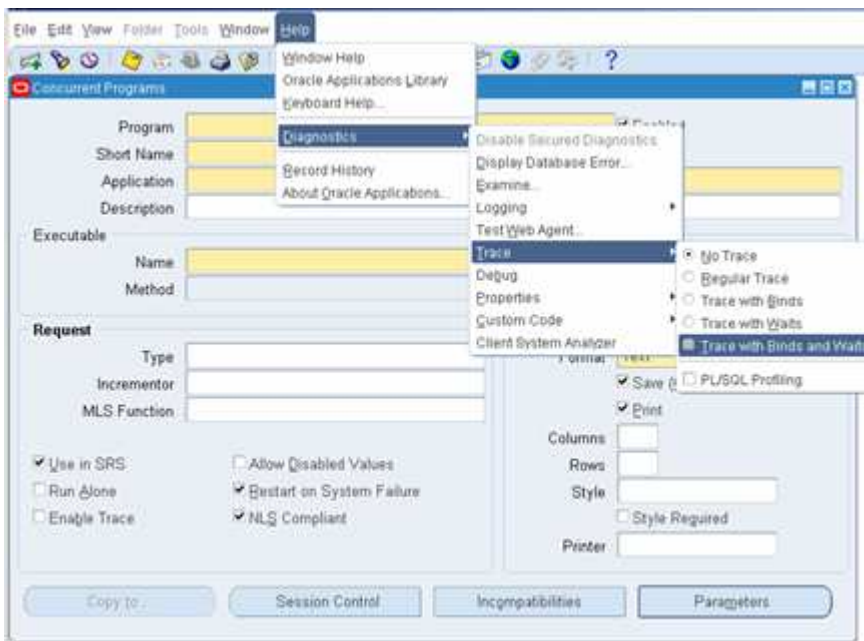 File Edit View Folder Tools Window Help
Window Help
Oracle Applications Library
Keyboard Help...
Diagnostics
Record History
About Oracle Applications...
Disable Secured Diagnostics
Display Database Error...
Examine...
Logging
Test Web Agent...
Trace
Debug
Properties
Custom Code
Client System Analyzer
No Trace
Regular Trace
Trace with Binds
Trace with Waits
Trace with Binds and Waits
PL/SQL Profiling
Concurrent Programs
Program
Enabled
Short Name
Application
Description
Executable
Name
Method
Request
Type
Incrementor
MLS Function
Use in SRS
Allow Disabled Values
Run Alone
Restart on System Failure
Enable Trace
NLS Compliant
Format Text
Save
Print
Columns
Rows
Style
Style Required
Printer
Copy to...
Session Control
Incompatibilities
Parameters